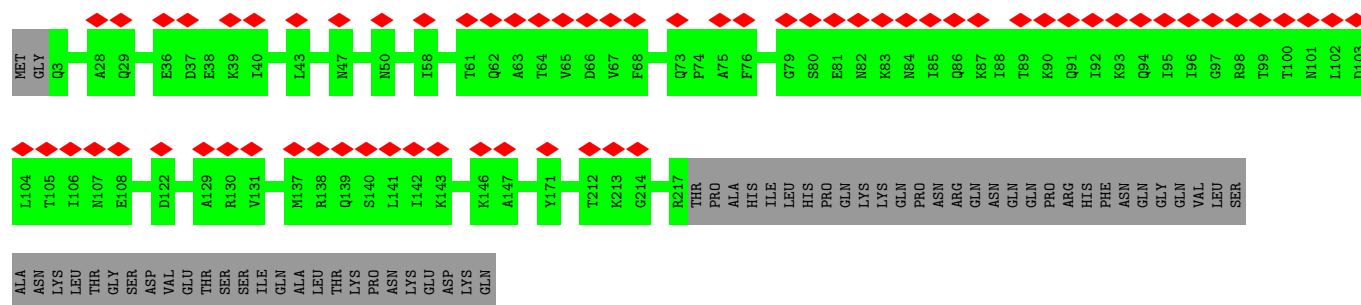 MET GLY Q3 A28 Q29 E36 D37 E38 K39 I40 L43 N47 N50 I58 T61 Q62 A63 T64 V65 D66 V67 F68 Q73 P74 A75 F76 G79 S80 E81 N82 K83 N84 I85 Q86 K87 I88 T89 K90 Q91 I92 K93 Q94 I95 I96 G97 R98 T99 T100 N101 L102 D103
L104 T105 I106 N107 E108 D122 A129 R130 V131 M137 R138 Q139 S140 L141 I142 K143 K146 A147 Y171 T212 K213 G214 R217 THR PRO ALA HIS ILE LEU HIS PRO GLN LYS LYS GLN PRO ASN ARG GLN ASN GLN GLN PRO ARG HIS PHE ASN GLN GLY GLN VAL LEU SER
ALA ASN LYS LEU THR GLY SER ASP VAL GLU THR SER SER ILE GLN ALA LEU THR LYS PRO ASN LYS GLU ASP LYS GLN